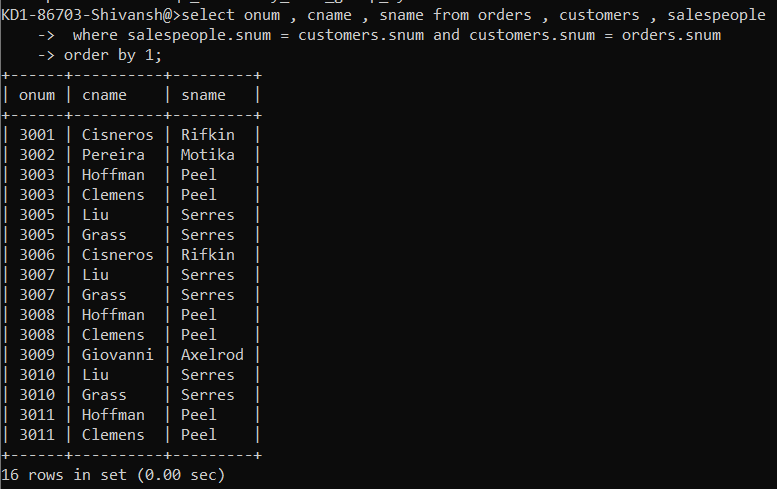 KD1-86703-Shivansh@>select onum , cname , sname from orders , customers , salespeople
    ->  where salespeople.snum = customers.snum and customers.snum = orders.snum
    -> order by 1;
+------+----------+---------+
| onum | cname    | sname   |
+------+----------+---------+
| 3001 | Cisneros | Rifkin  |
| 3002 | Pereira  | Motika  |
| 3003 | Hoffman  | Peel    |
| 3003 | Clemens  | Peel    |
| 3005 | Liu      | Serres  |
| 3005 | Grass    | Serres  |
| 3006 | Cisneros | Rifkin  |
| 3007 | Liu      | Serres  |
| 3007 | Grass    | Serres  |
| 3008 | Hoffman  | Peel    |
| 3008 | Clemens  | Peel    |
| 3009 | Giovanni | Axelrod |
| 3010 | Liu      | Serres  |
| 3010 | Grass    | Serres  |
| 3011 | Hoffman  | Peel    |
| 3011 | Clemens  | Peel    |
+------+----------+---------+
16 rows in set (0.00 sec)